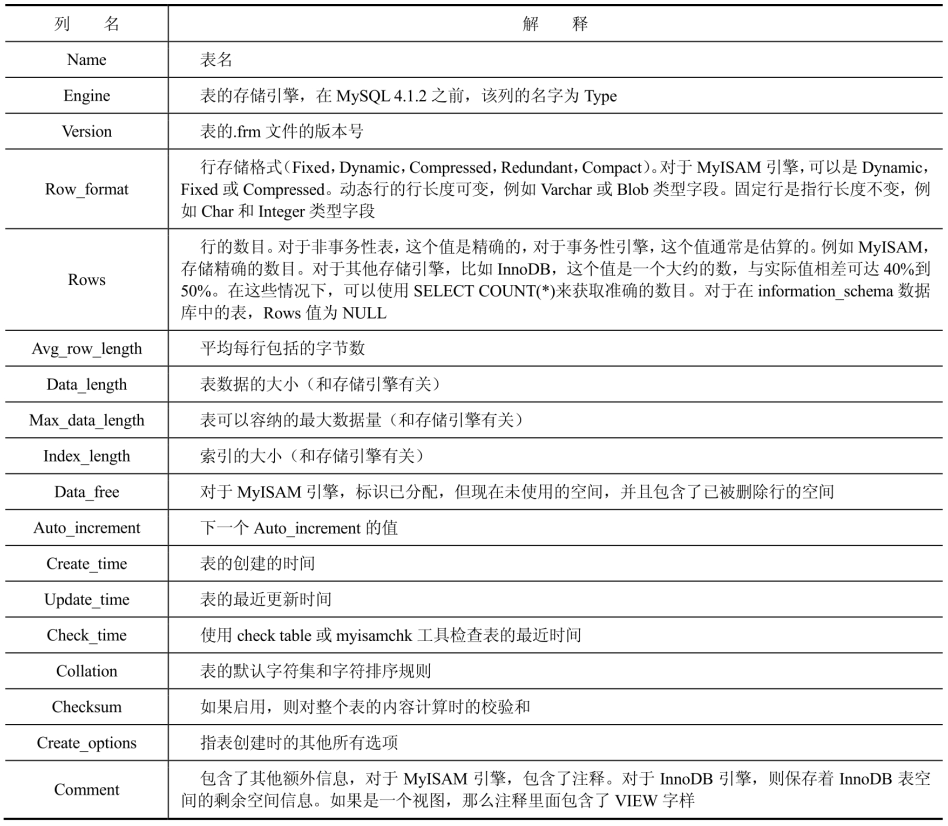 列 名 解 释
Name 表名
Engine 表的存储引擎，在 MySQL 4.1.2 之前，该列的名字为 Type
Version 表的.frm 文件的版本号
行存储格式（Fixed，Dynamic，Compressed，Redundant，Compact）。对于 MyISAM 引擎，可以是 Dynamic，
Row_format Fixed 或 Compressed。动态行的行长度可变，例如 Varchar 或 Blob 类型字段。固定行是指行长度不变，例
如 Char 和 Integer 类型字段
行的数目。对于非事务性表，这个值是精确的，对于事务性引擎，这个值通常是估算的。例如 MyISAM，
Rows 存储精确的数目。对于其他存储引擎，比如 InnoDB，这个值是一个大约的数，与实际值相差可达 40%到
50%。在这些情况下，可以使用 SELECT COUNT(*)来获取准确的数目。对于在 information_schema 数据
库中的表，Rows 值为 NULL
Avg_row_length 平均每行包括的字节数
Data_length 表数据的大小（和存储引擎有关）
Max_data_length 表可以容纳的最大数据量（和存储引擎有关）
Index_length 索引的大小（和存储引擎有关）
Data_free 对于 MyISAM 引擎，标识已分配，但现在未使用的空间，并且包含了已被删除行的空间
Auto_increment 下一个 Auto_increment 的值
Create_time 表的创建的时间
Update_time 表的最近更新时间
Check_time 使用 check table 或 myisamchk 工具检查表的最近时间
Collation 表的默认字符集和字符排序规则
Checksum 如果启用，则对整个表的内容计算时的校验和
Create_options 指表创建时的其他所有选项
Comment 包含了其他额外信息，对于 MyISAM 引擎，包含了注释。对于 InnoDB 引擎，则保存着 InnoDB 表空
间的剩余空间信息。如果是一个视图，那么注释里面包含了 VIEW 字样